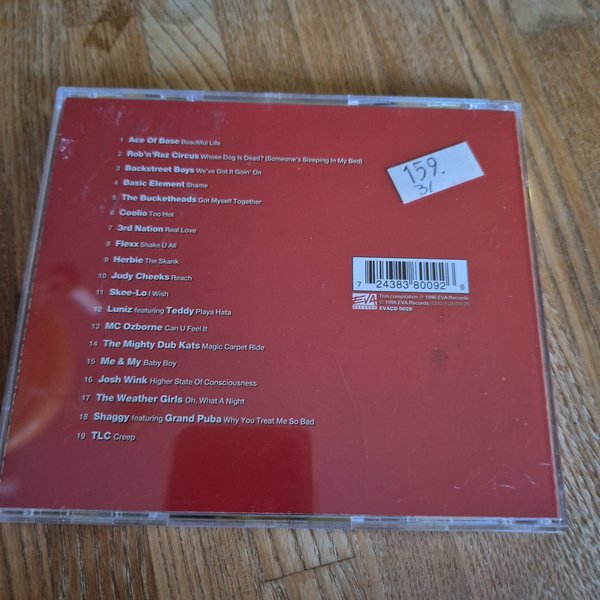 1 Ace Of Base Beautiful Life
2 Rob'n'Raz Circus Whose Dog Is Dead? (Someone's Sleeping In My Bed)
3 Backstreet Boys We've Got It Goin' On
4 Basic Element Shame
5 The Bucketheads Got Myself Together
6 Coolio Too Hot
7 3rd Nation Real Love
8 Flexx Shake U All
9 Herbie The Skank
10 Judy Cheeks Reach
11 Skee-Lo I Wish
12 Luniz featuring Teddy Playa Hata
13 MC Ozborne Can U Feel It
14 The Mighty Dub Kats Magic Carpet Ride
15 Me & My Baby Boy
16 Josh Wink Higher State Of Consciousness
17 The Weather Girls Oh, What A Night
18 Shaggy featuring Grand Puba Why You Treat Me So Bad
19 TLC Creep
159.
3/
7 24383 80092 6
EVA
RECORDS
This compilation ℗ 1996 EVA Records
© 1996 EVA Records
EVACD 5028